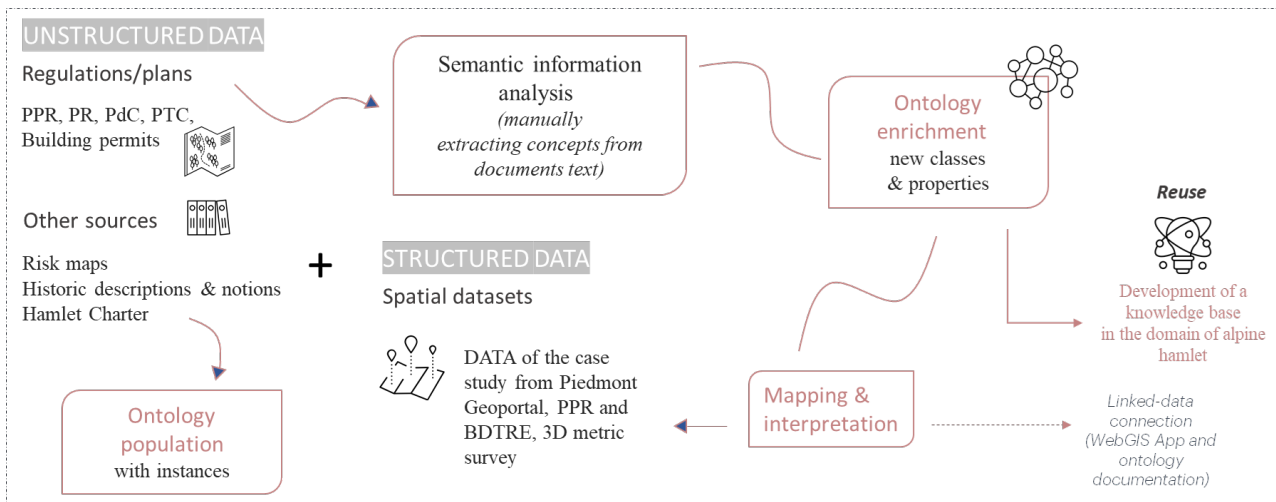 UNSTRUCTURED DATA
Regulations/plans
PPR, PR, PdC, PTC,
Building permits
Other sources
Risk maps
Historic descriptions & notions
Hamlet Charter
Ontology
population
with instances
+
Semantic information
analysis
(manually
extracting concepts from
documents text)
STRUCTURED DATA
Spatial datasets
DATA of the case
study from Piedmont
Geoportal, PPR and
BDTRE, 3D metric
survey
Ontology
enrichment
new classes
& properties
Mapping &
interpretation
Reuse
Development of a
knowledge base
in the domain of alpine
hamlet
Linked-data
connection
(WebGIS App and
ontology
documentation)